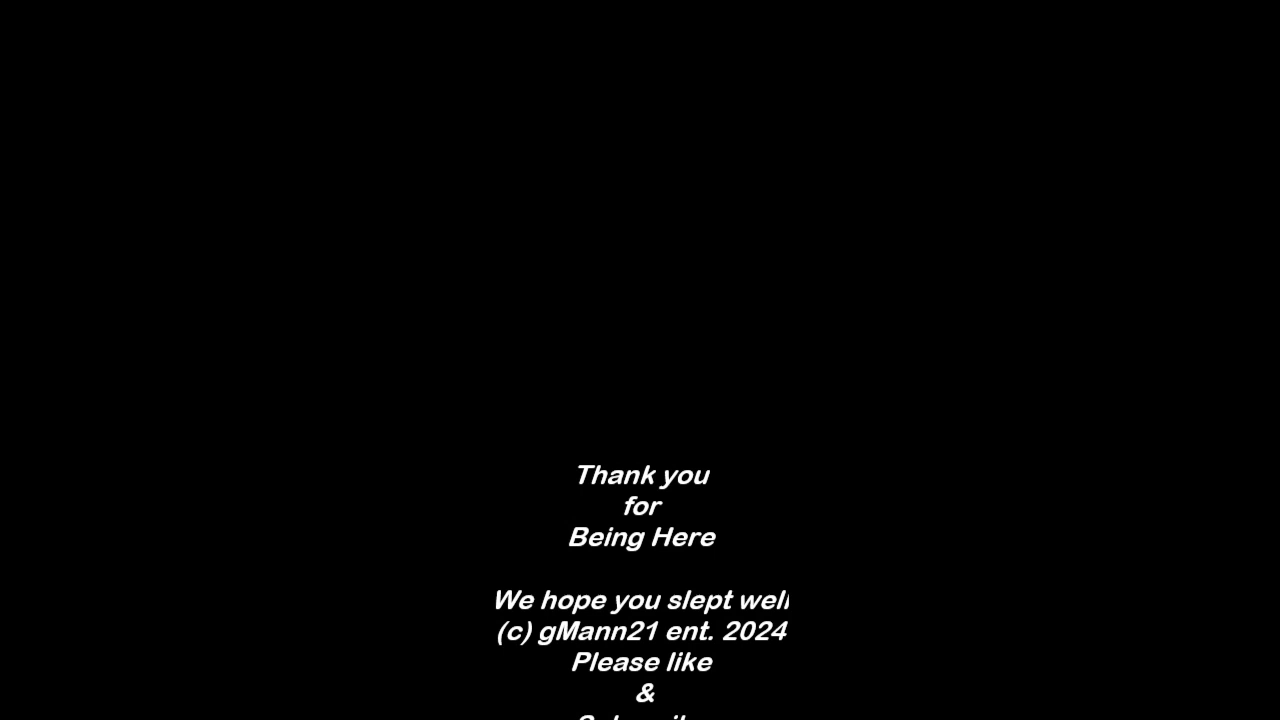 Thank you
for
Being Here
We hope you slept well
(c) gMann21 ent. 2024
Please like
&